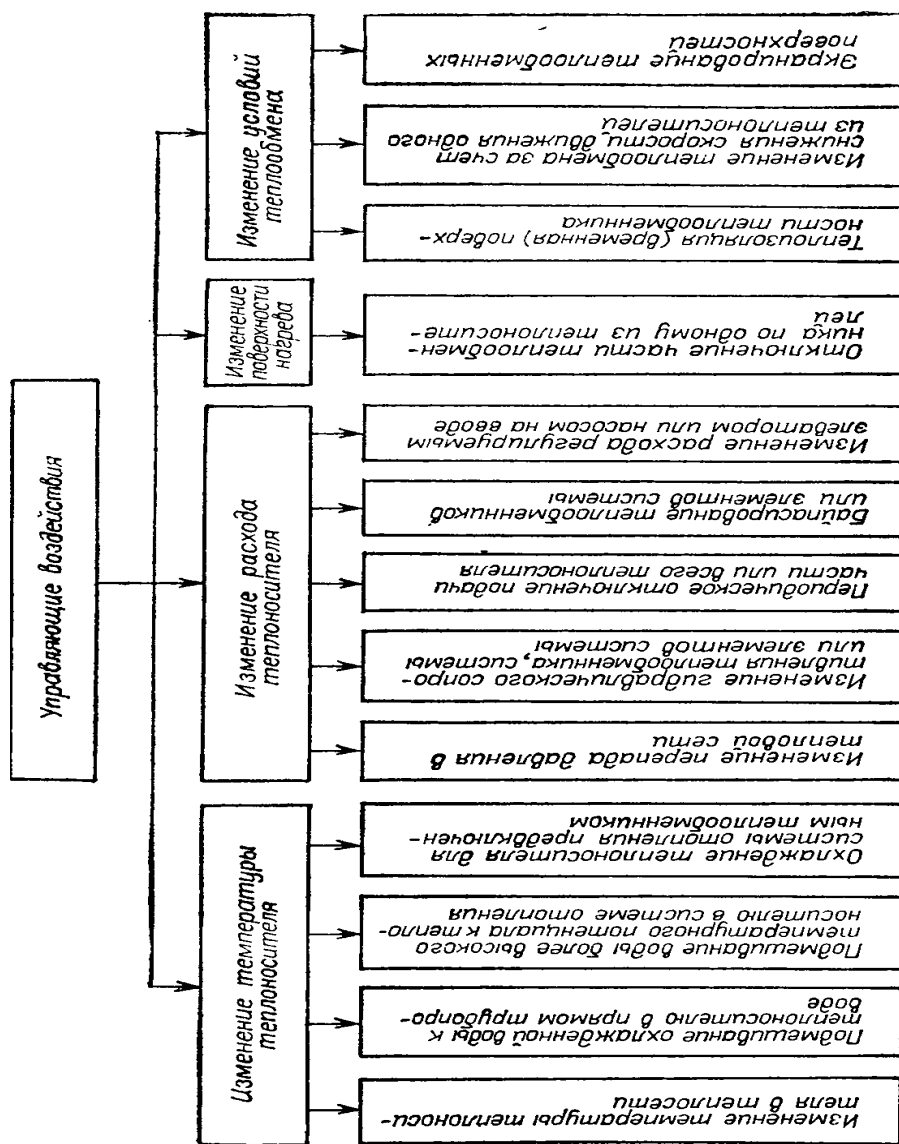 Управляющие воздействия
Изменение температуры
теплоносителя
Изменение температуры теплоноси-
теля в теплосети
Подмешивание охлажденной воды к
теплоносителю в прямом трубопро-
воде
Подмешивание воды более высокого
температурного потенциала к тепло-
носителю в системе отопления
Охлаждение теплоносителя для
системы отопления предвключен-
ным теплообменником
Изменение расхода
теплоносителя
Изменение перепада давления в
тепловой сети
Изменение гидравлического сопро-
тивления теплообменника, системы
или элементов системы
Периодическое отключение подачи
части или всего теплоносителя
Байпасирование теплообменников
или элементов системы
Изменение расхода регулируемым
элеватором или насосом на вводе
Изменение
поверхности
нагрева
Отключение части теплообмен-
ника по одному из теплоносите-
лей
Изменение условий
теплообмена
Теплоизоляция (временная) поверх-
ности теплообменника
Изменение теплообмена за счет
снижения скорости движения одного
из теплоносителей
Экранирование теплообменных
поверхностей